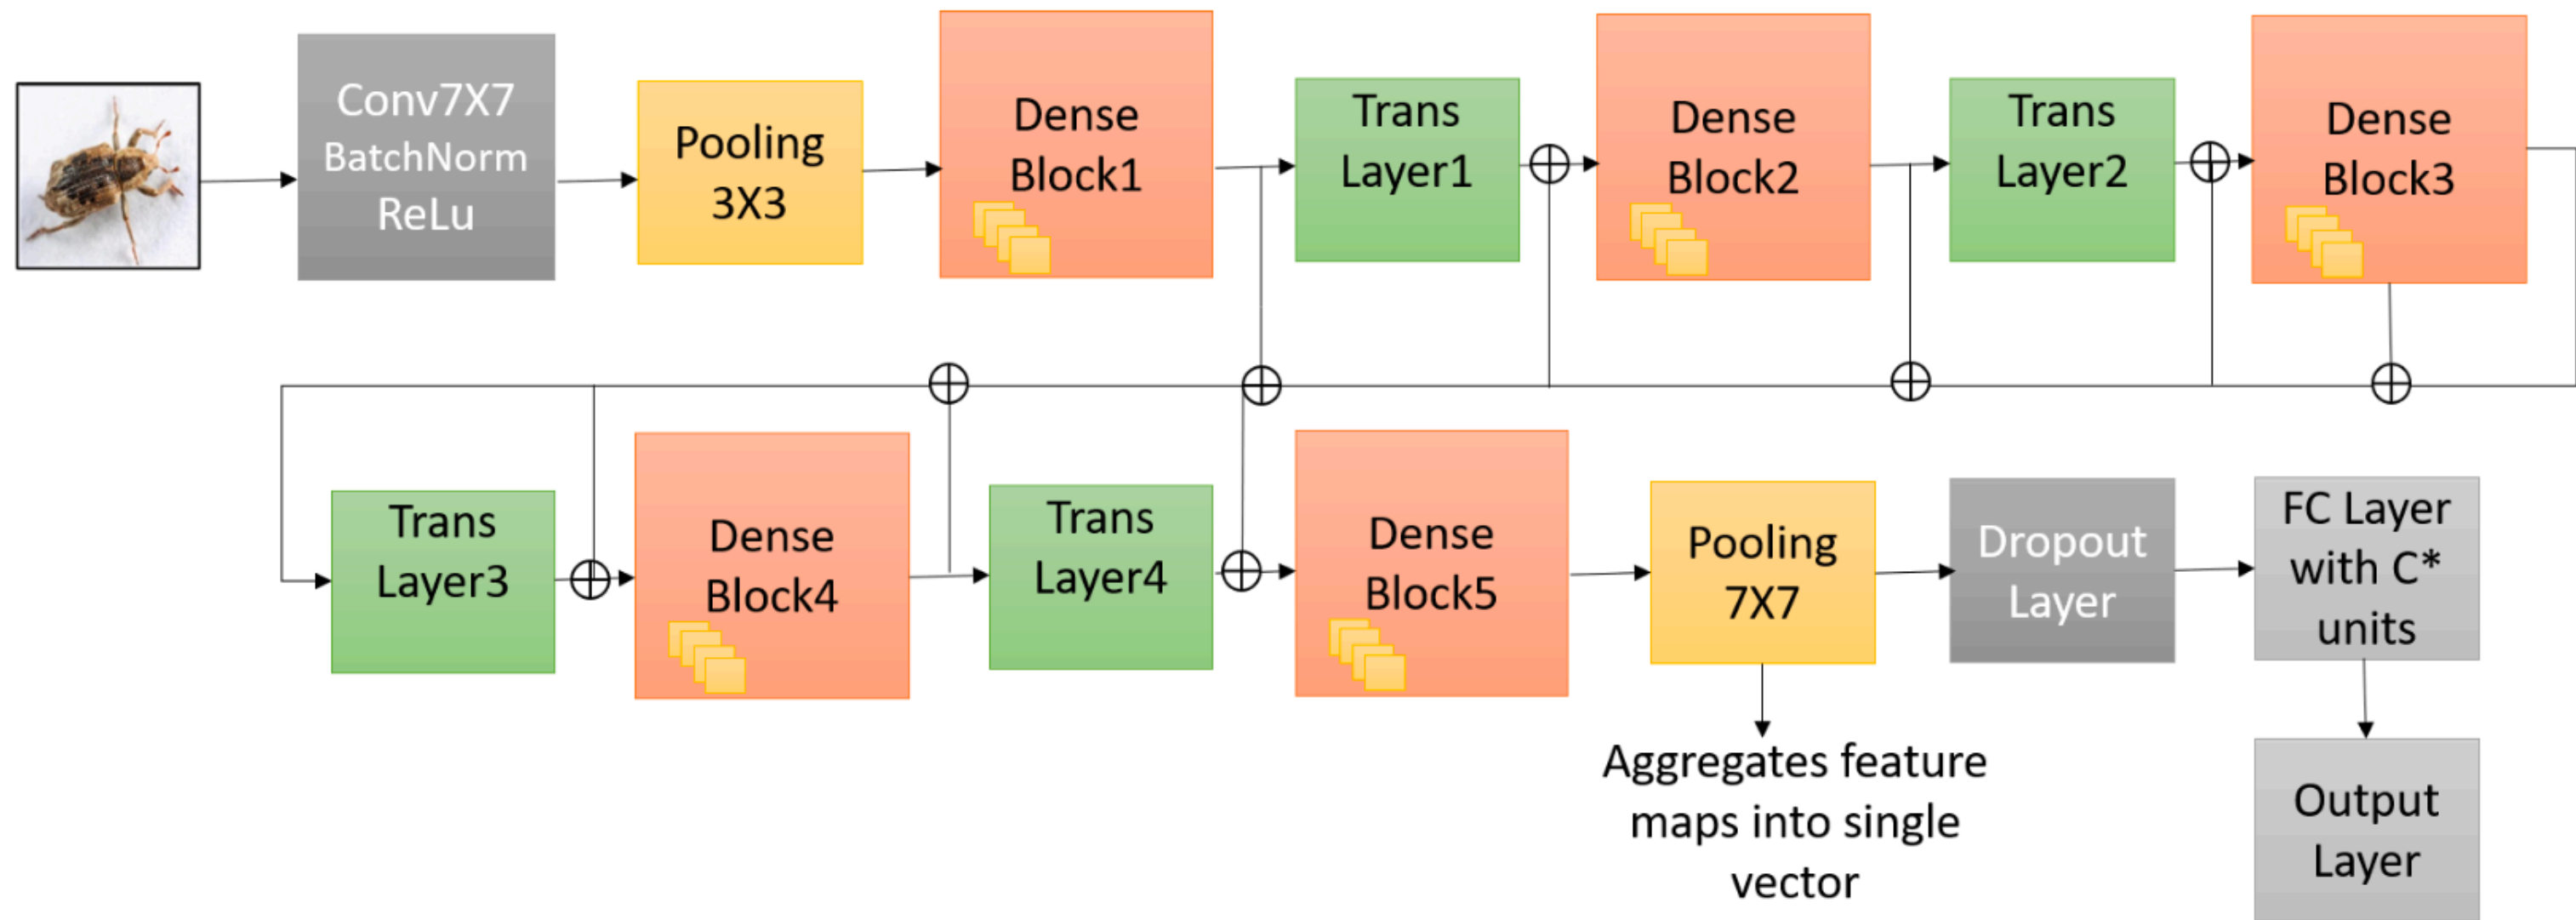 Conv7X7
BatchNorm
ReLu
Pooling
3X3
Dense
Block1
Trans
Layer1
Dense
Block2
Trans
Layer2
Dense
Block3
Trans
Layer3
Dense
Block4
Trans
Layer4
Dense
Block5
Pooling
7X7
Dropout
Layer
FC Layer
with C*
units
Aggregates feature
maps into single
vector
Output
Layer